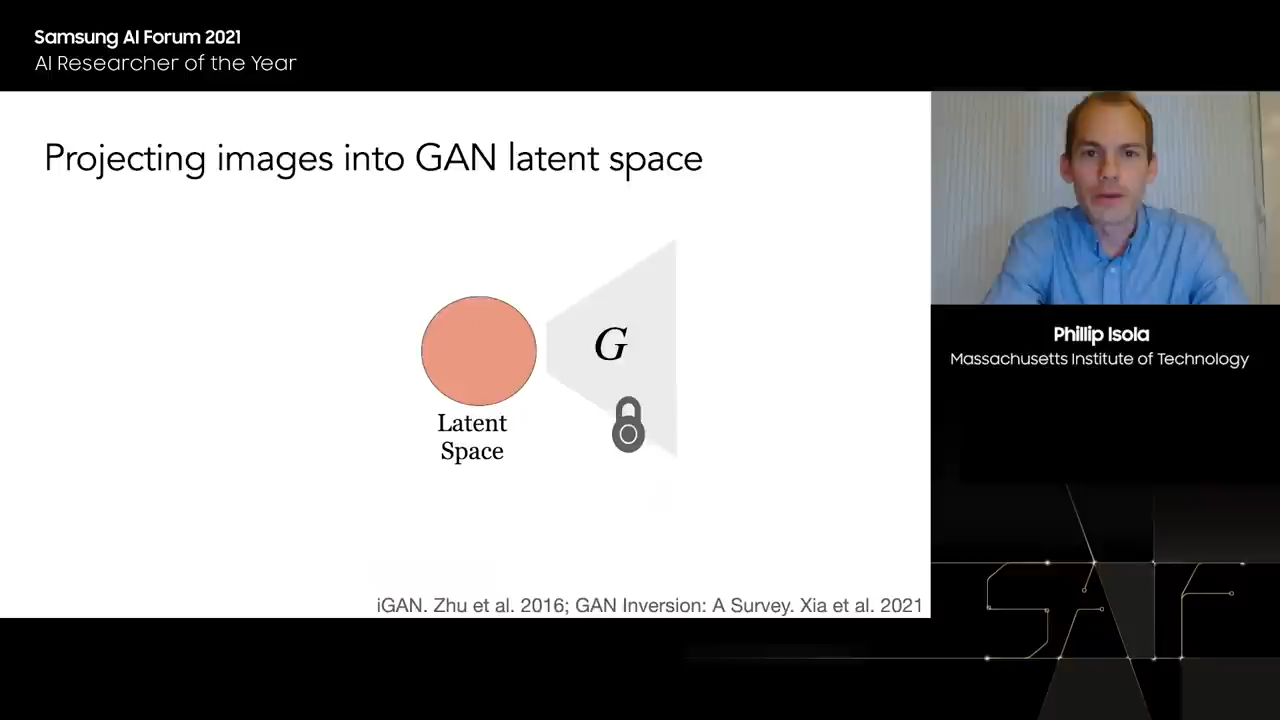 Samsung AI Forum 2021
AI Researcher of the Year
Projecting images into GAN latent space
G
Latent
Space
iGAN. Zhu et al. 2016; GAN Inversion: A Survey. Xia et al. 2021
Phillip Isola
Massachusetts Institute of Technology
SAF